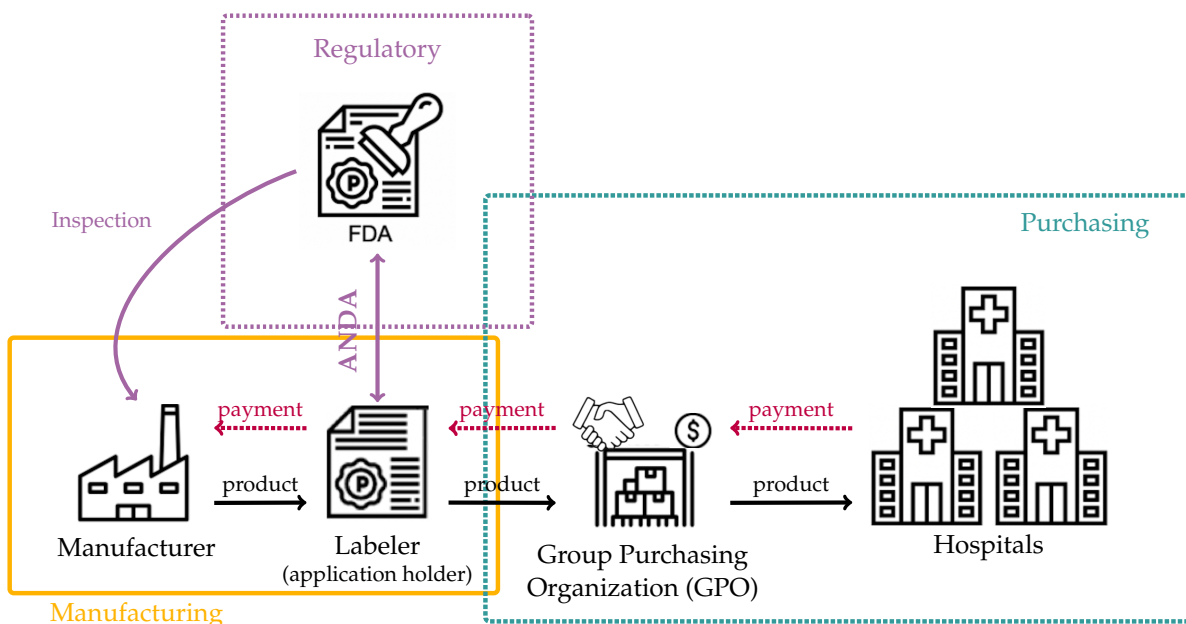 Regulatory
P
FDA
Inspection
Purchasing
ANDA
payment
payment
payment
$
P
product
product
product
Manufacturer
Labeler
(application holder)
Group Purchasing
Organization (GPO)
Hospitals
Manufacturing